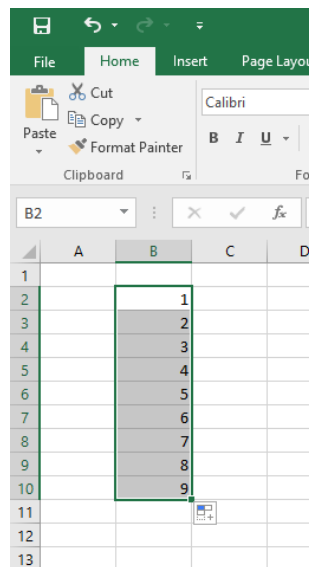 File Home Insert Page Layou
Cut
Copy
Format Painter
Paste
Calibri
B I U
Clipboard Fo
B2 fx
A B C D
1
2 1
3 2
4 3
5 4
6 5
7 6
8 7
9 8
10 9
11
12
13